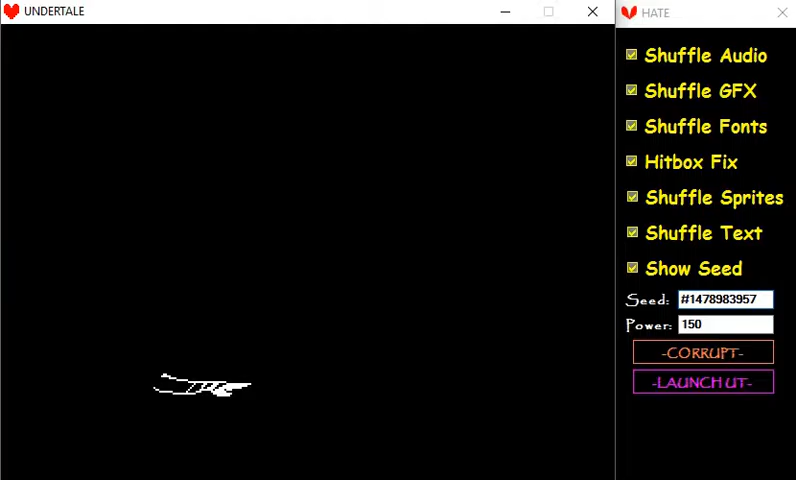 UNDERTALE
HATE
Shuffle Audio
Shuffle GFX
Shuffle Fonts
Hitbox Fix
Shuffle Sprites
Shuffle Text
Show Seed
Seed: #1478983957
Power: 150
-CORRUPT-
-LAUNCH UT-